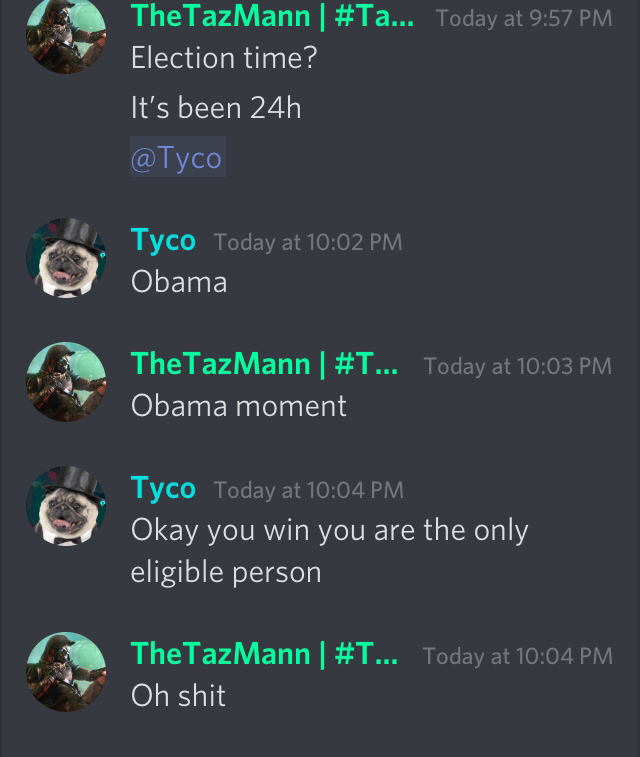 TheTazMann | #Ta... Today at 9:57 PM
Election time?
It's been 24h
@Tyco
Tyco Today at 10:02 PM
Obama
TheTazMann | #T... Today at 10:03 PM
Obama moment
Tyco Today at 10:04 PM
Okay you win you are the only
eligible person
TheTazMann | #T... Today at 10:04 PM
Oh shit